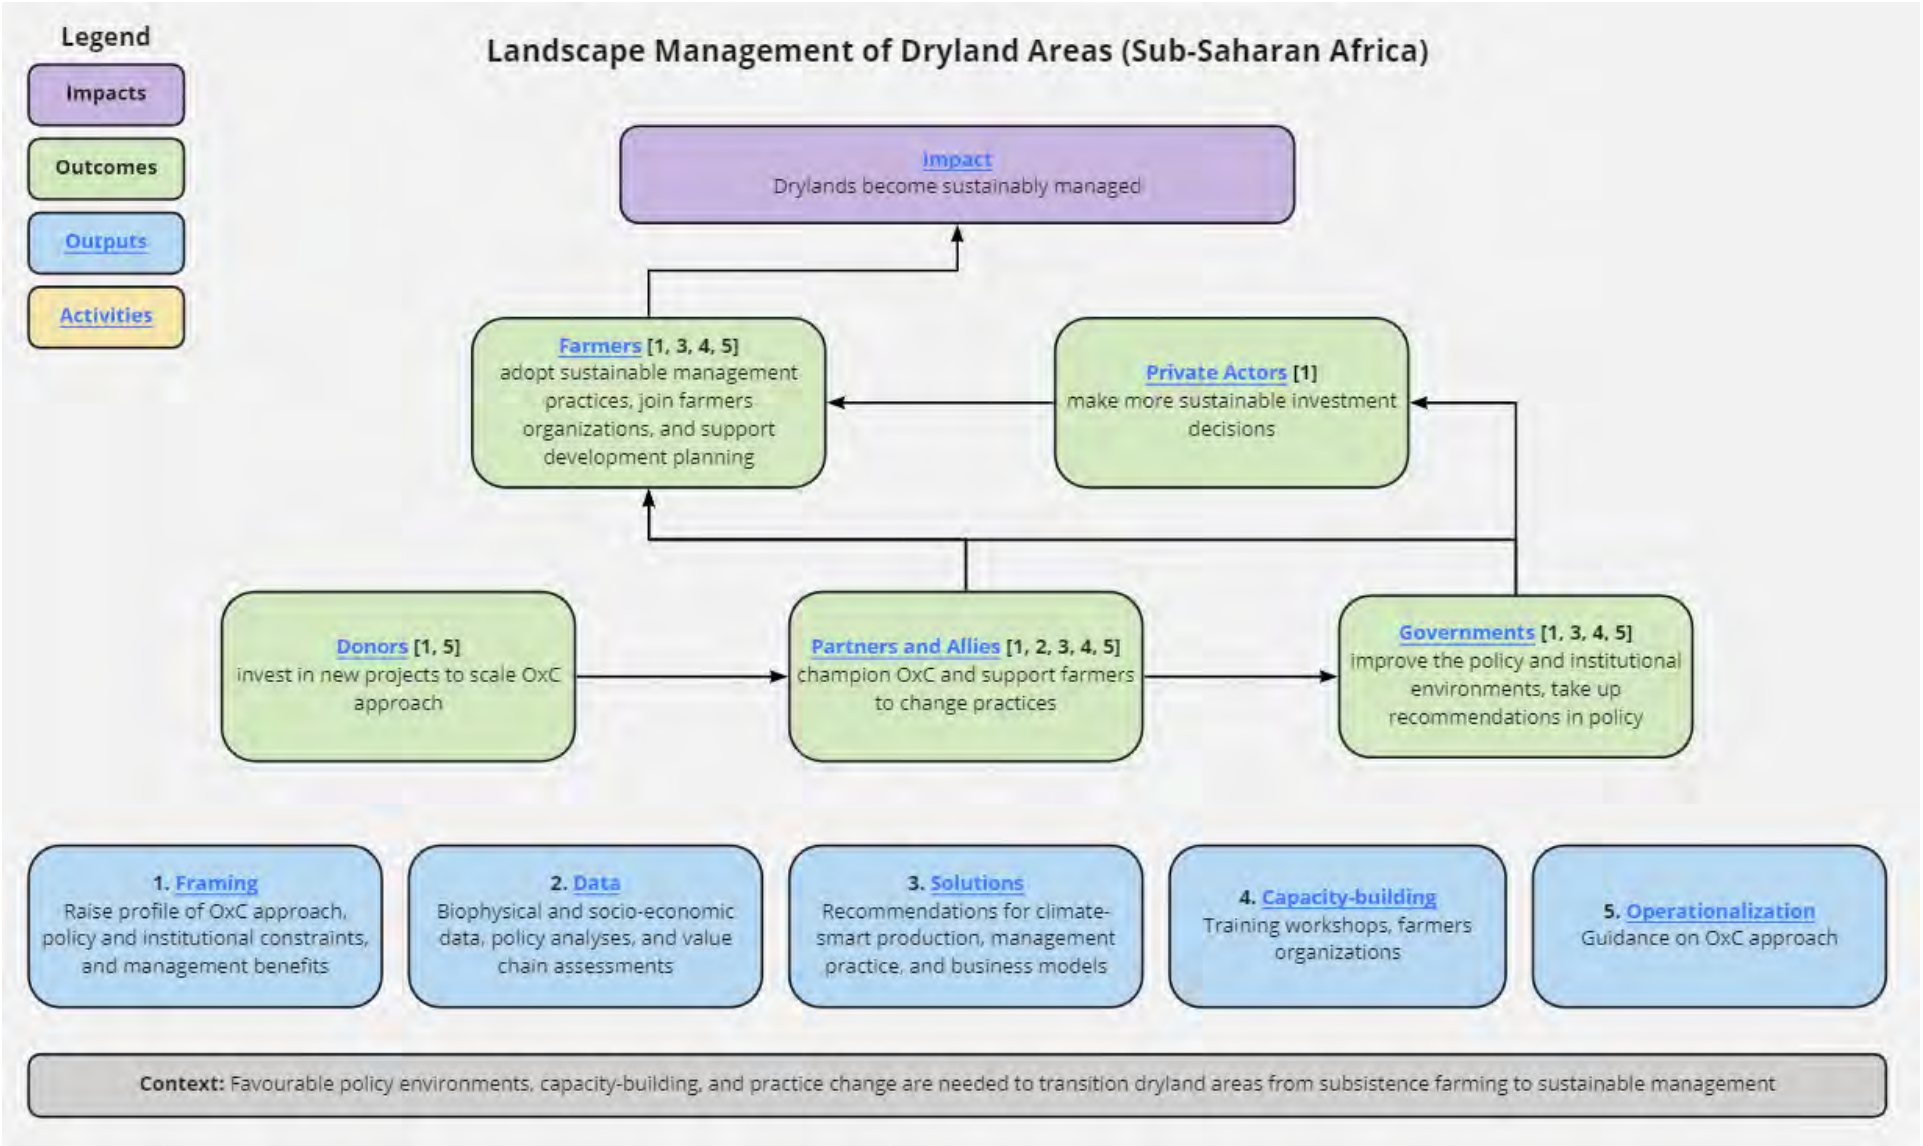 Legend
Impacts
Outcomes
Outputs
Activities
Landscape Management of Dryland Areas (Sub-Saharan Africa)
Impact
Drylands become sustainably managed
Farmers [1, 3, 4, 5]
adopt sustainable management
practices, join farmers
organizations, and support
development planning
Private Actors [1]
make more sustainable investment
decisions
Donors [1, 5]
invest in new projects to scale OxC
approach
Partners and Allies [1, 2, 3, 4, 5]
champion OxC and support farmers
to change practices
Governments [1, 3, 4, 5]
improve the policy and institutional
environments, take up
recommendations in policy
1. Framing
Raise profile of OxC approach,
policy and institutional constraints,
and management benefits
2. Data
Biophysical and socio-economic
data, policy analyses, and value
chain assessments
3. Solutions
Recommendations for climate-
smart production, management
practice, and business models
4. Capacity-building
Training workshops, farmers
organizations
5. Operationalization
Guidance on OxC approach
Context: Favourable policy environments, capacity-building, and practice change are needed to transition dryland areas from subsistence farming to sustainable management